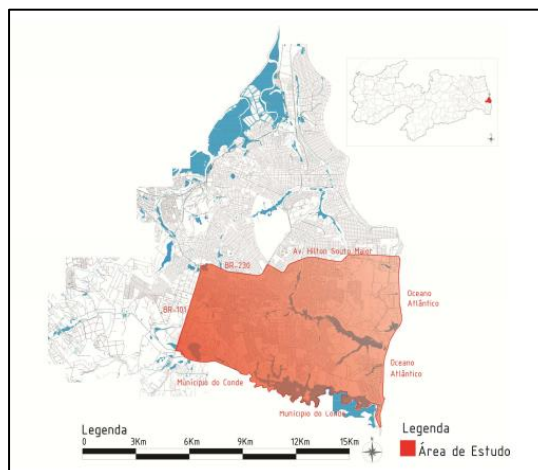 Av. Hilton Souto Maior
BR-230
Oceano
Atlântico
BR-101
Oceano
Atlântico
Município do Conde
Município do Conde
Legenda
0 3Km 6Km 9Km 12Km 15Km
Legenda
Área de Estudo